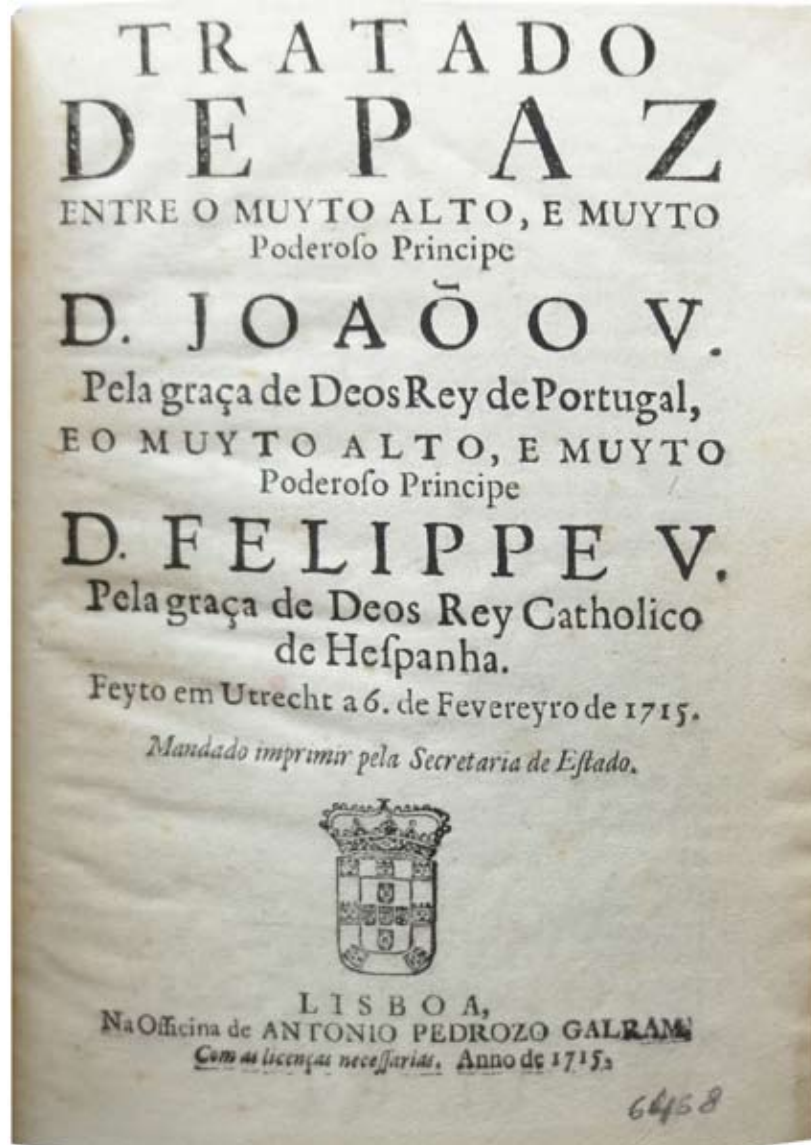 TRATADO
DE PAZ
ENTRE O MUYTO ALTO, E MUYTO
Poderoſo Principe
D. JOAÕ O V.
Pela graça de Deos Rey de Portugal,
E O MUYTO ALTO, E MUYTO
Poderoſo Principe
D. FELIPPE V.
Pela graça de Deos Rey Catholico
de Heſpanha.
Feyto em Utrecht a 6. de Fevereyro de 1715.
Mandado imprimir pela Secretaria de Eſtado.
LISBOA,
Na Officina de ANTONIO PEDROZO GALRAM.
Com as licenças neceſſarias. Anno de 1715.